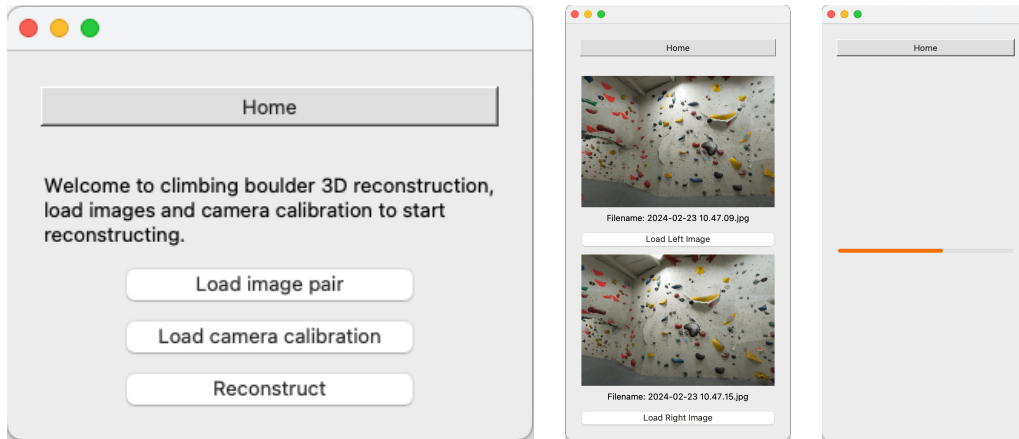 Home
Welcome to climbing boulder 3D reconstruction,
load images and camera calibration to start
reconstructing.
Load image pair
Load camera calibration
Reconstruct
Home
Filename: 2024-02-23 10.47.09.jpg
Load Left Image
Filename: 2024-02-23 10.47.15.jpg
Load Right Image
Home